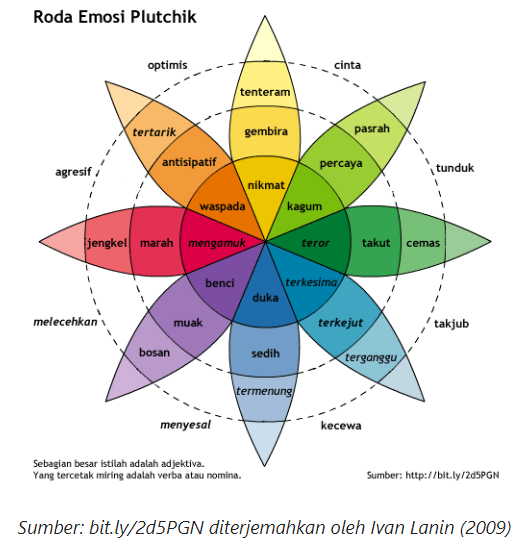 Roda Emosi Plutchik
optimis
cinta
tenteram
tertarik
gembira
pasrah
antisipatif
percaya
agresif
tunduk
nikmat
waspada
kagum
jengkel
marah
mengamuk
teror
takut
cemas
benci
duka
terkesima
melecehkan
muak
terkejut
takjub
bosan
sedih
terganggu
termenung
menyesal
kecewa
Sebagian besar istilah adalah adjektiva.
Yang tercetak miring adalah verba atau nomina.
Sumber: http://bit.ly/2d5PGN
Sumber: bit.ly/2d5PGN diterjemahkan oleh Ivan Lanin (2009)